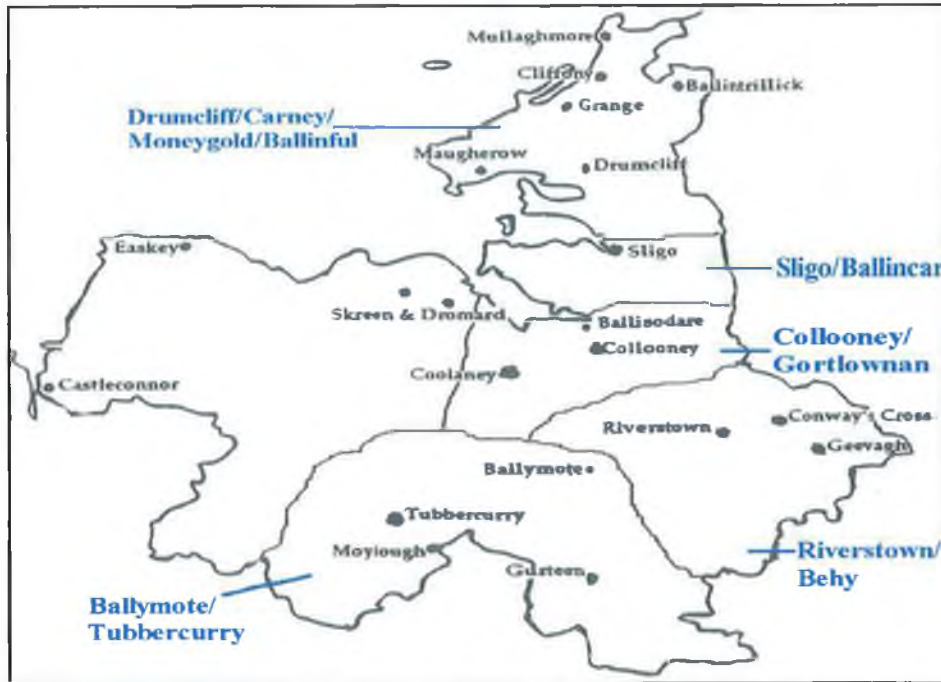 Mullaghmore
Cliffony
Ballintrillick
Grange
Drumcliff/Carney/
Moneygold/Ballinful
Maugherow
Drumcliff
Easkey
Sligo
Sligo/Ballincar
Skreen & Dromard
Ballisodare
Collooney
Collooney/
Gortlownan
Coolaney
Castleconnor
Conway's Cross
Riverstown
Geevagh
Ballymote
Tubbercurry
Moylough
Gurteen
Riverstown/
Behy
Ballymote/
Tubbercurry